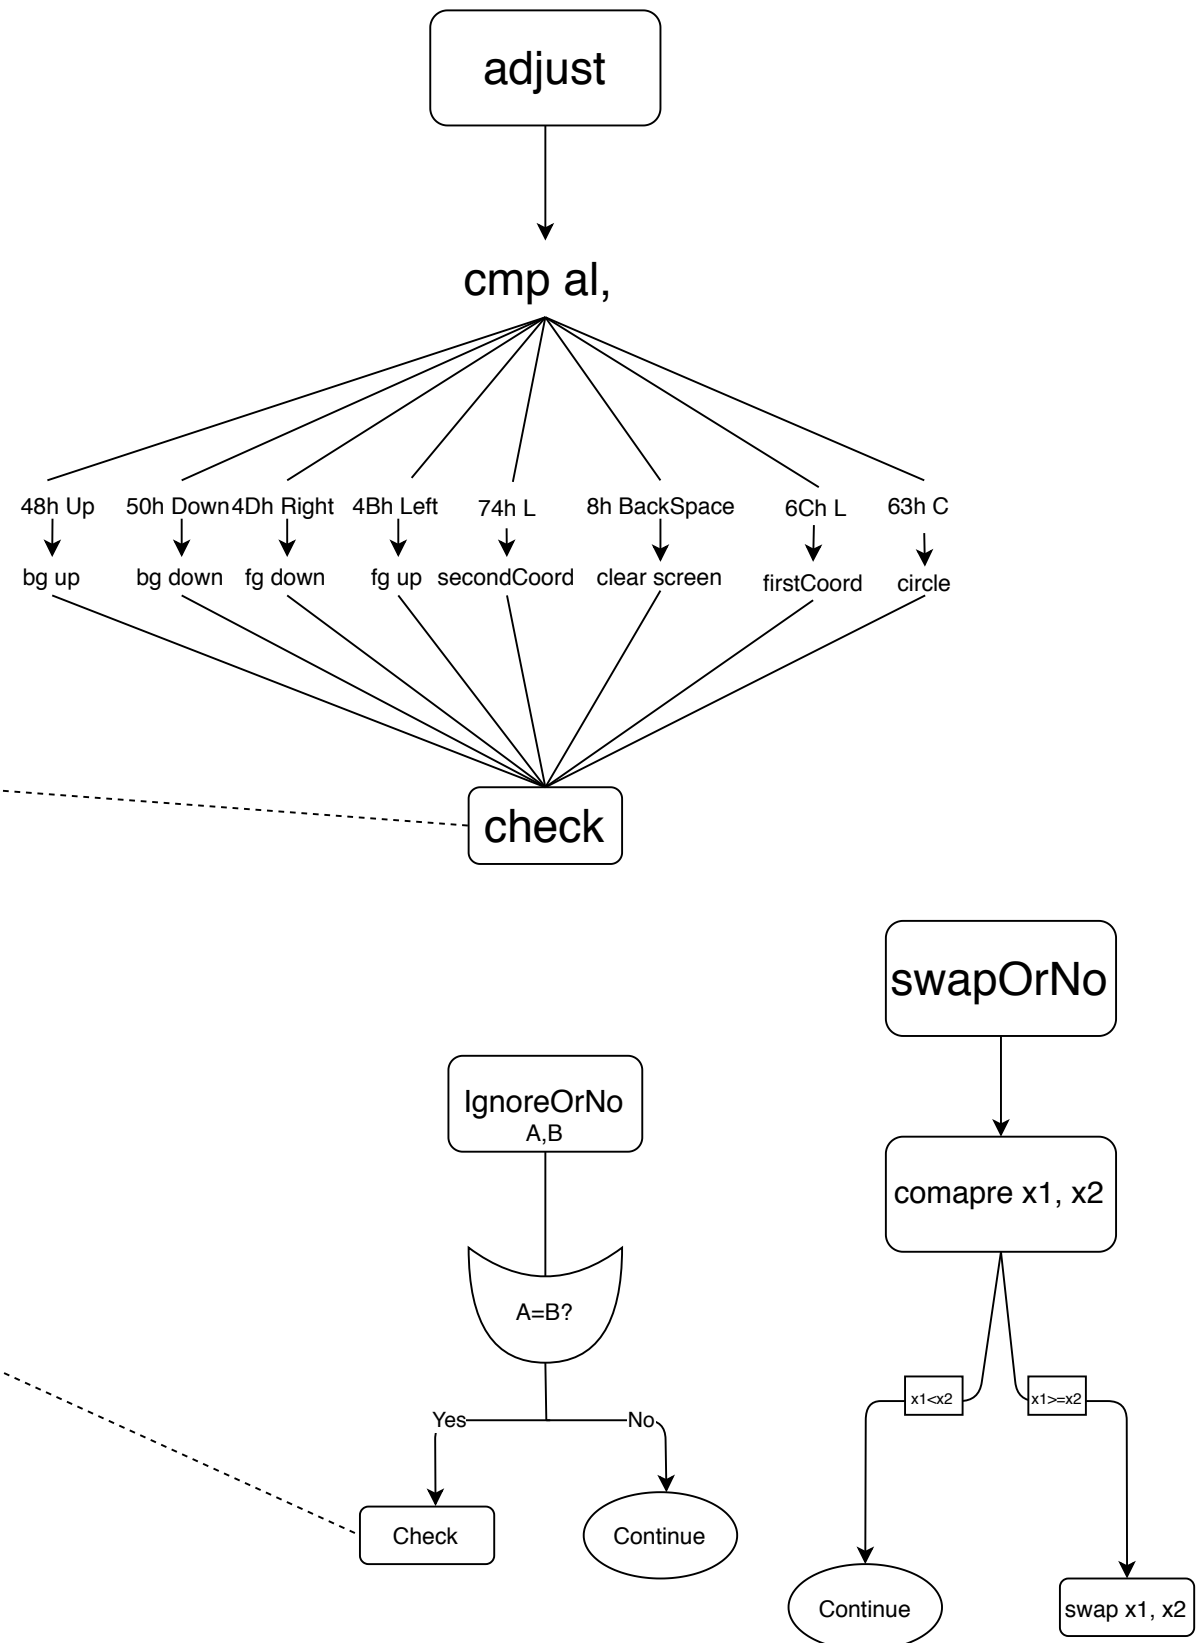 adjust
cmp al,
48h Up 50h Down 4Dh Right 4Bh Left 74h L 8h BackSpace 6Ch L 63h C
bg up bg down fg down fg up secondCoord clear screen firstCoord circle
check
swapOrNo
IgnoreOrNo
A,B
comapre x1, x2
A=B?
x1<x2 x1>=x2
Yes No
Check Continue
Continue swap x1, x2